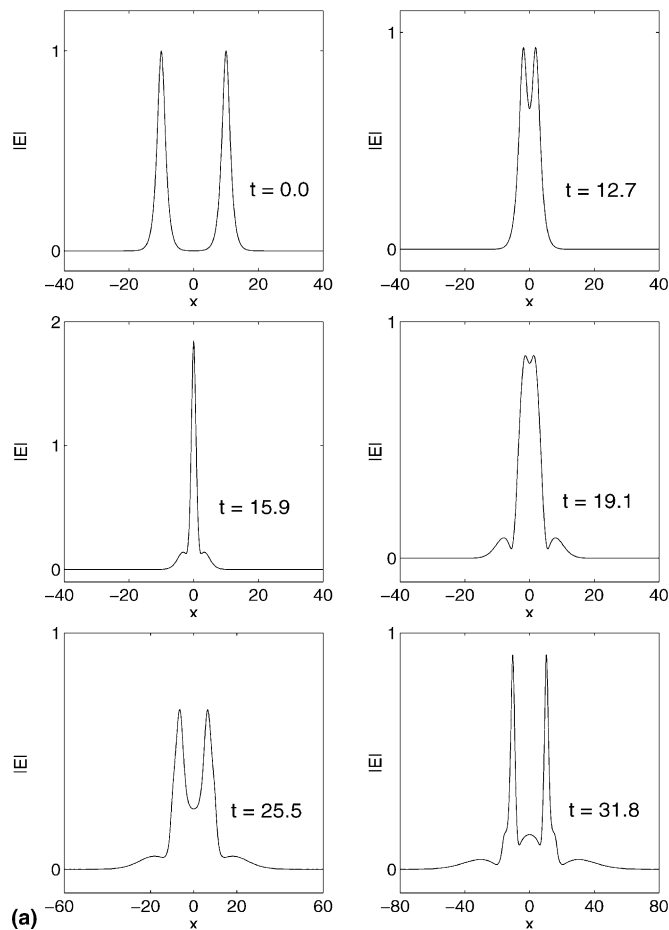 1
|E|
t = 0.0
0
−40 −20 0 20 40
x
1
|E|
t = 12.7
0
−40 −20 0 20 40
x
2
1
|E|
t = 15.9
0
−40 −20 0 20 40
x
1
|E|
t = 19.1
0
−40 −20 0 20 40
x
1
|E|
t = 25.5
0
−60 −20 0 20 60
x
1
|E|
t = 31.8
0
−80 −40 0 40 80
x
(a)